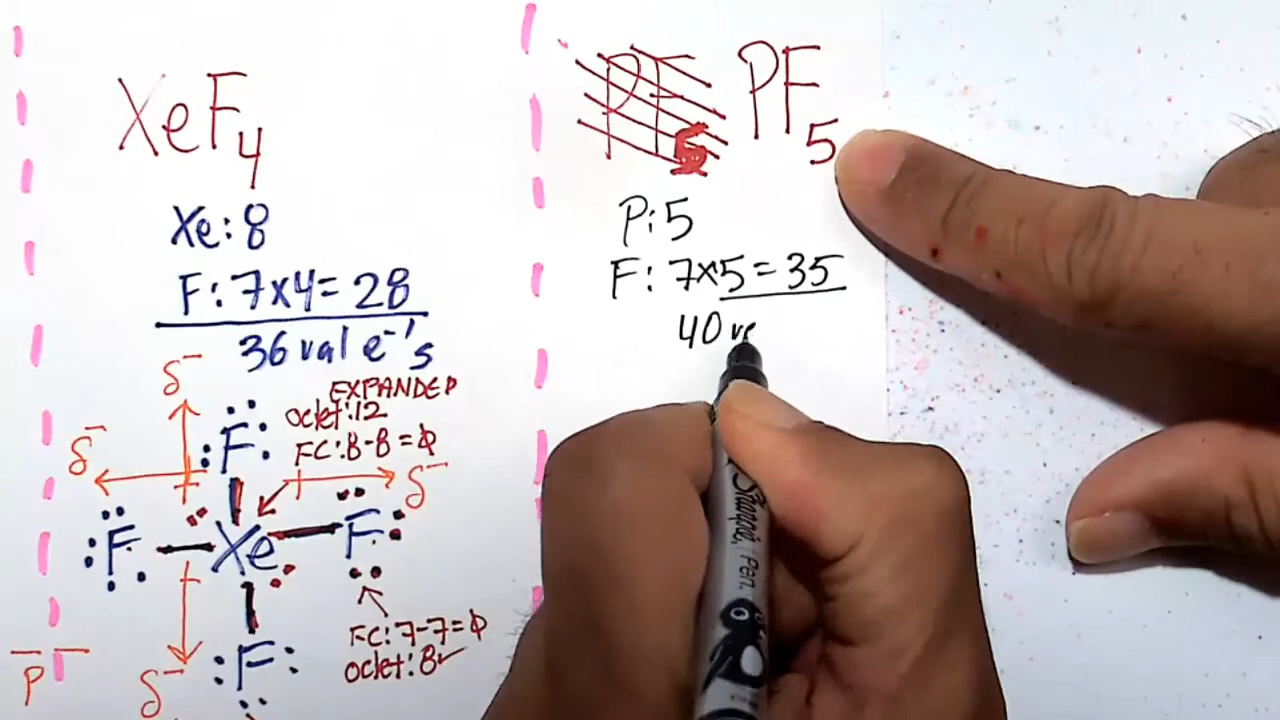 XeF4
Xe: 8
F: 7x4 = 28
36 val e⁻'s
δ⁻
EXPANDED
octet: 12
FC: 8-8 = 0
:F:
δ⁻
δ⁻
:F
Xe
F:
FC: 7-7 = 0
octet: 8✓
:F:
δ⁻
P
PF5
PF5
P: 5
F: 7x5 = 35
40 ve
Sharpie, Pen.